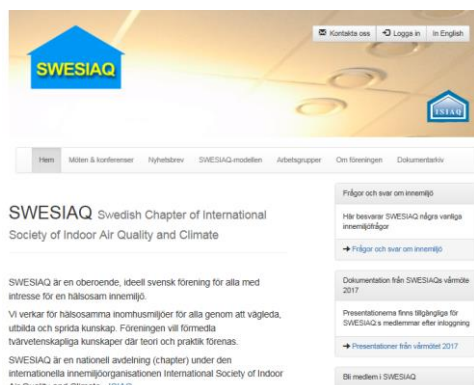 Kontakta oss Logga in In English
SWESIAQ
ISIAQ
Hem Möten & konferenser Nyhetsbrev SWESIAQ-modellen Arbetsgrupper Om föreningen Dokumentarkiv
SWESIAQ Swedish Chapter of International
Society of Indoor Air Quality and Climate
SWESIAQ är en oberoende, ideell svensk förening för alla med
intresse för en hälsosam innemiljö.
Vi verkar för hälsosamma inomhusmiljöer för alla genom att vägleda,
utbilda och sprida kunskap. Föreningen vill förmedla
tvärvetenskapliga kunskaper där teori och praktik förenas.
SWESIAQ är en nationell avdelning (chapter) under den
internationella innemiljöorganisationen International Society of Indoor
Air Quality and Climate - ISIAQ
Frågor och svar om innemiljö
Här besvarar SWESIAQ några vanliga
innemiljöfrågor
→ Frågor och svar om innemiljö
Dokumentation från SWESIAQs vårmöte
2017
Presentationerna finns tillgängliga för
SWESIAQ:s medlemmar efter inloggning
→ Presentationer från vårmötet 2017
Bli medlem i SWESIAQ